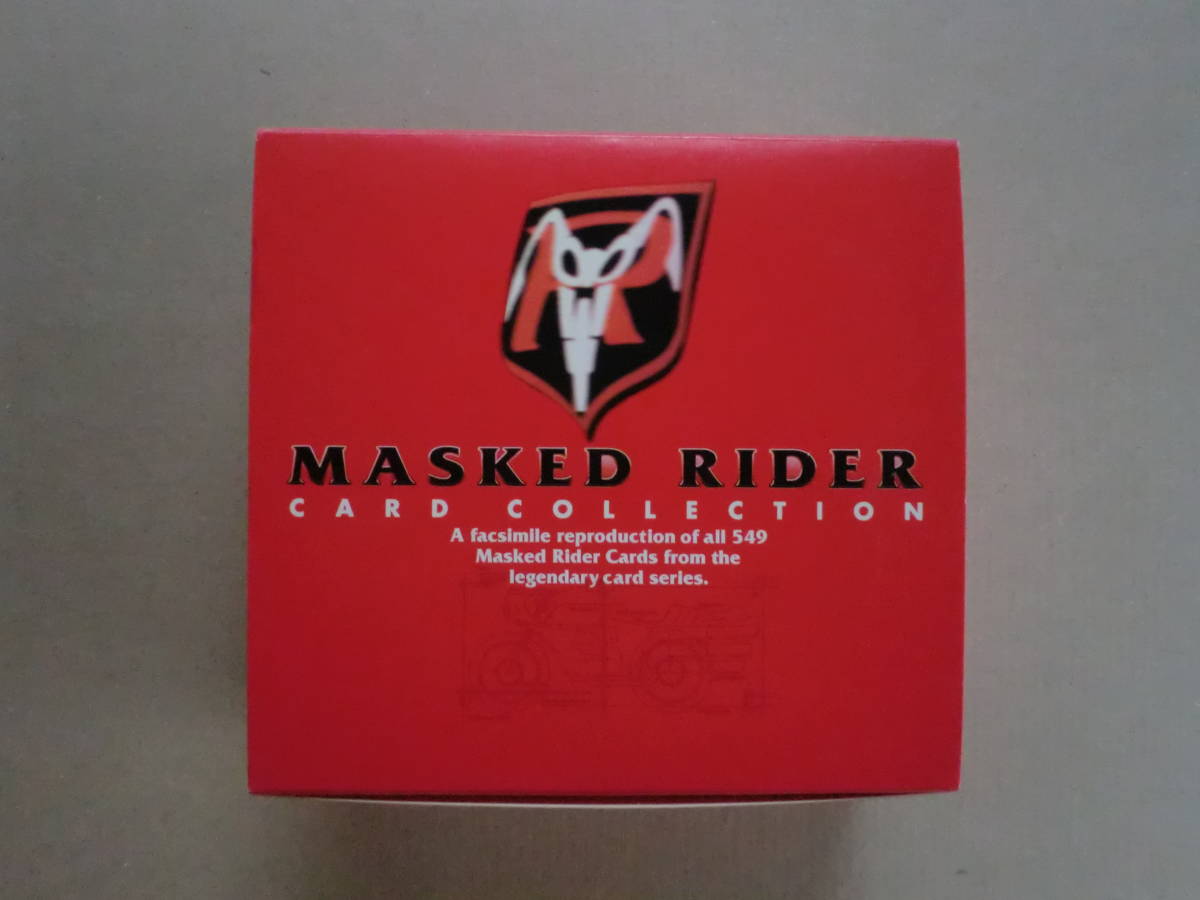 R
MASKED RIDER
CARD COLLECTION
A facsimile reproduction of all 549
Masked Rider Cards from the
legendary card series.